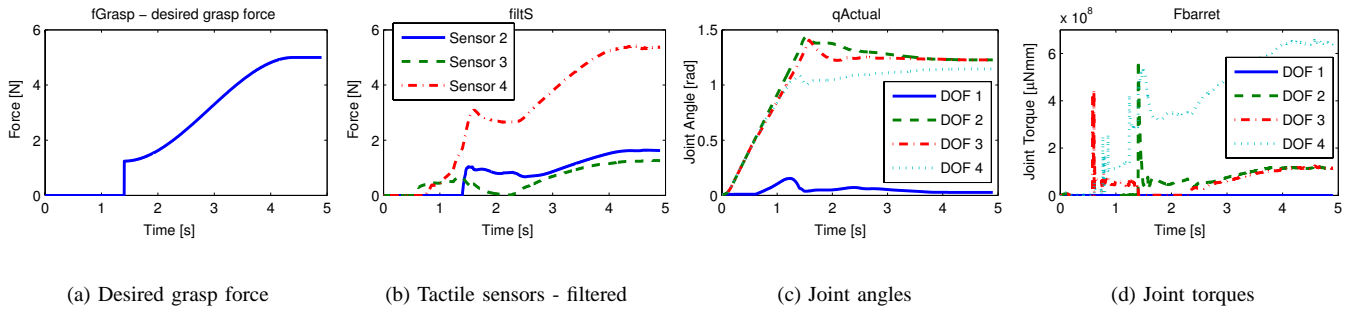 fGrasp − desired grasp force
6
4
2
0
0 1 2 3 4 5
Force [N]
Time [s]
(a) Desired grasp force
filtS
6
4
2
0
0 1 2 3 4 5
Force [N]
Time [s]
Sensor 2
Sensor 3
Sensor 4
(b) Tactile sensors - filtered
qActual
1.5
1
0.5
0
0 1 2 3 4 5
Joint Angle [rad]
Time [s]
DOF 1
DOF 2
DOF 3
DOF 4
(c) Joint angles
Fbarret
x 10⁸
6
4
2
0
0 1 2 3 4 5
Joint Torque [µNmm]
Time [s]
DOF 1
DOF 2
DOF 3
DOF 4
(d) Joint torques